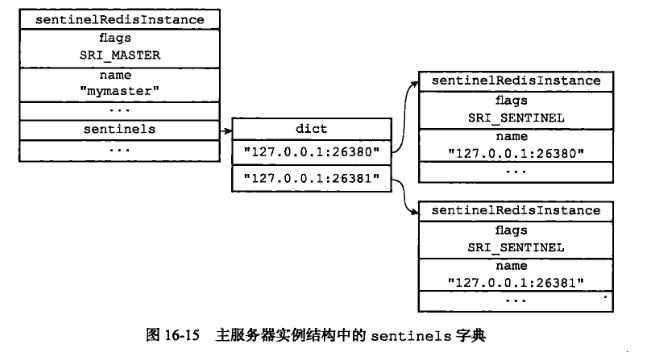 sentinelRedisInstance
flags
SRI_MASTER
name
"mymaster"
...
sentinels
...
dict
"127.0.0.1:26380"
"127.0.0.1:26381"
sentinelRedisInstance
flags
SRI_SENTINEL
name
"127.0.0.1:26380"
...
sentinelRedisInstance
flags
SRI_SENTINEL
name
"127.0.0.1:26381"
...
图 16-15 主服务器实例结构中的 sentinels 字典